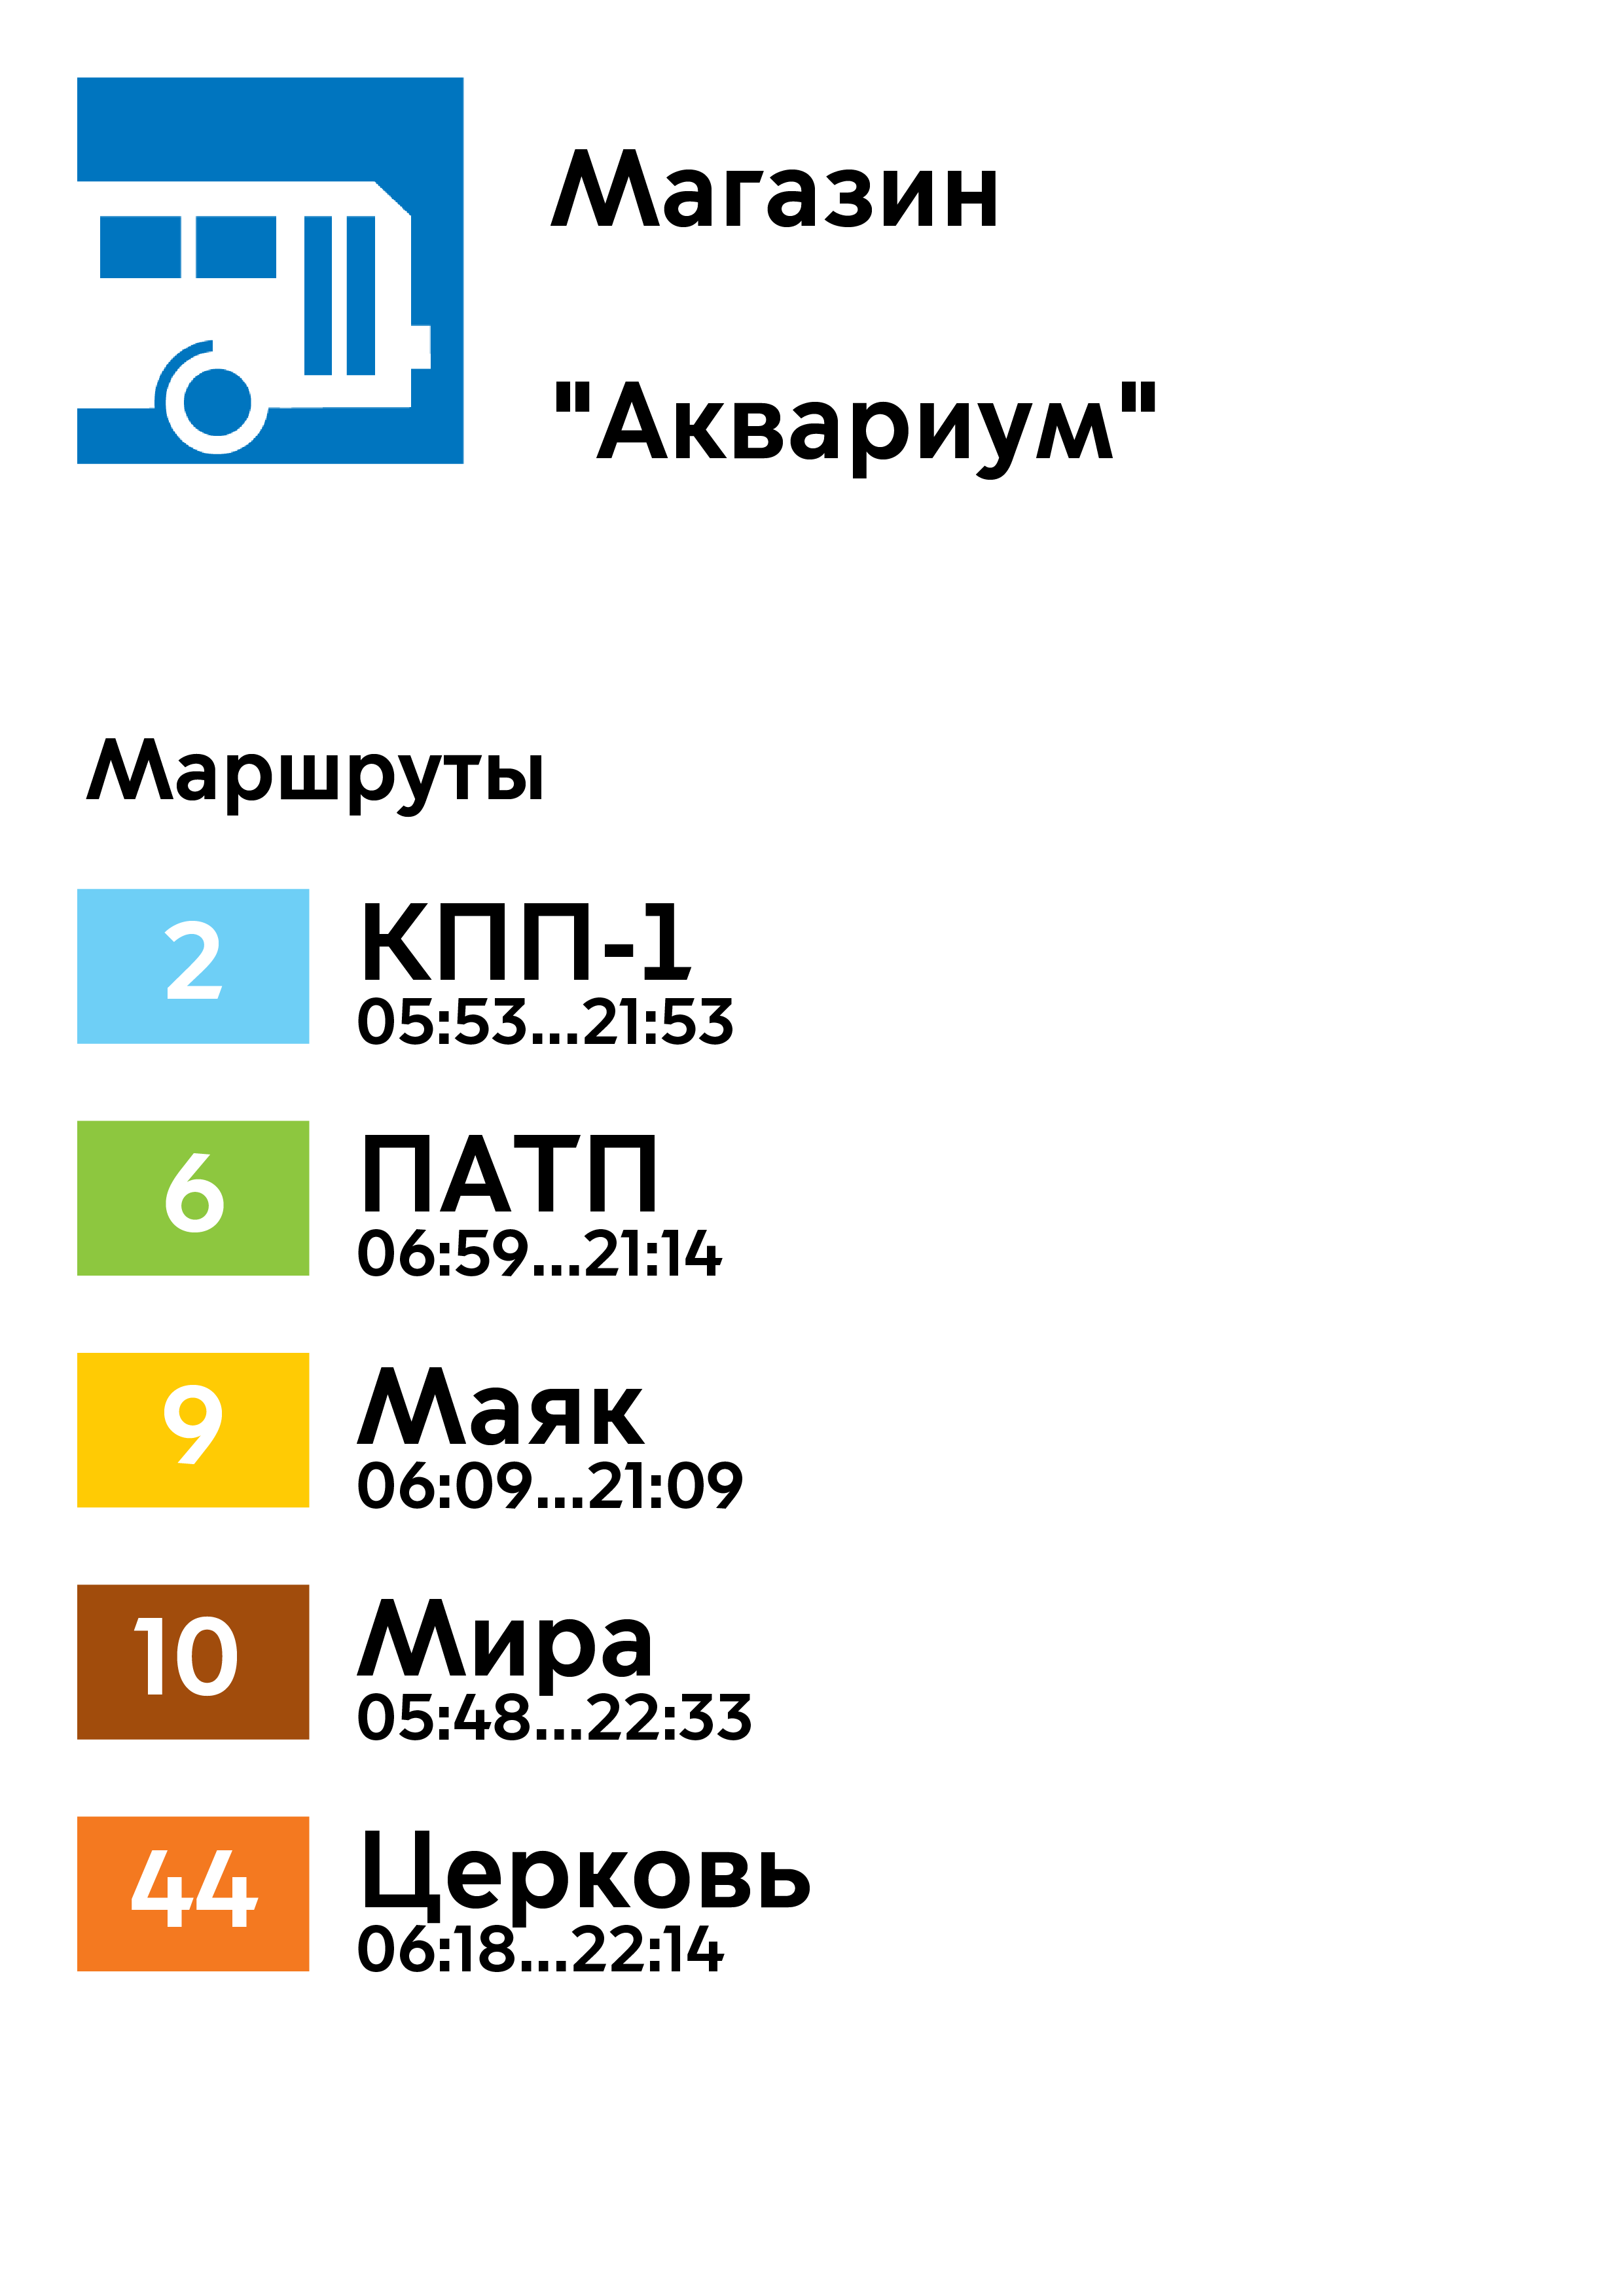 Магазин
"Аквариум"
Маршруты
2
КПП-1
05:53...21:53
6
ПАТП
06:59...21:14
9
Маяк
06:09...21:09
10
Мира
05:48...22:33
44
Церковь
06:18...22:14